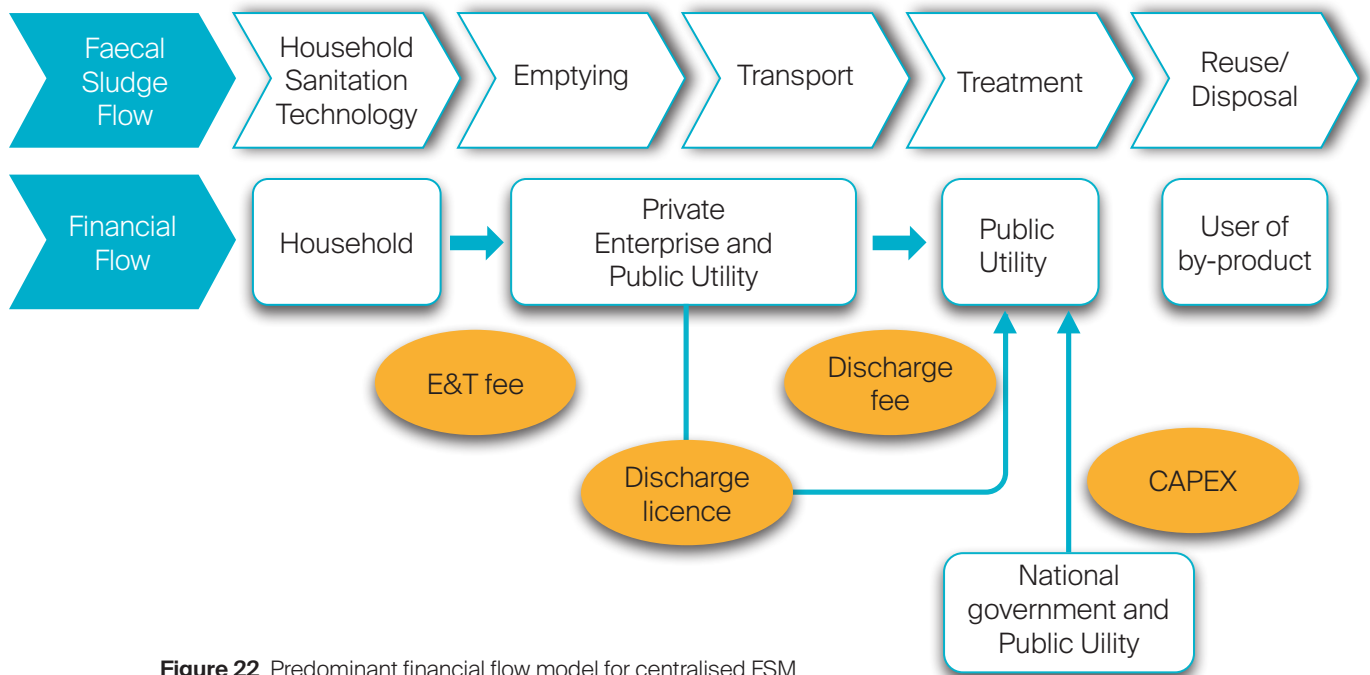 Faecal
Sludge
Flow
Household
Sanitation
Technology
Emptying
Transport
Treatment
Reuse/
Disposal
Financial
Flow
Household
Private
Enterprise and
Public Utility
Public
Utility
User of
by-product
E&T fee
Discharge
fee
Discharge
licence
CAPEX
National
government and
Public Uility
Figure 22 Predominant financial flow model for centralised FSM